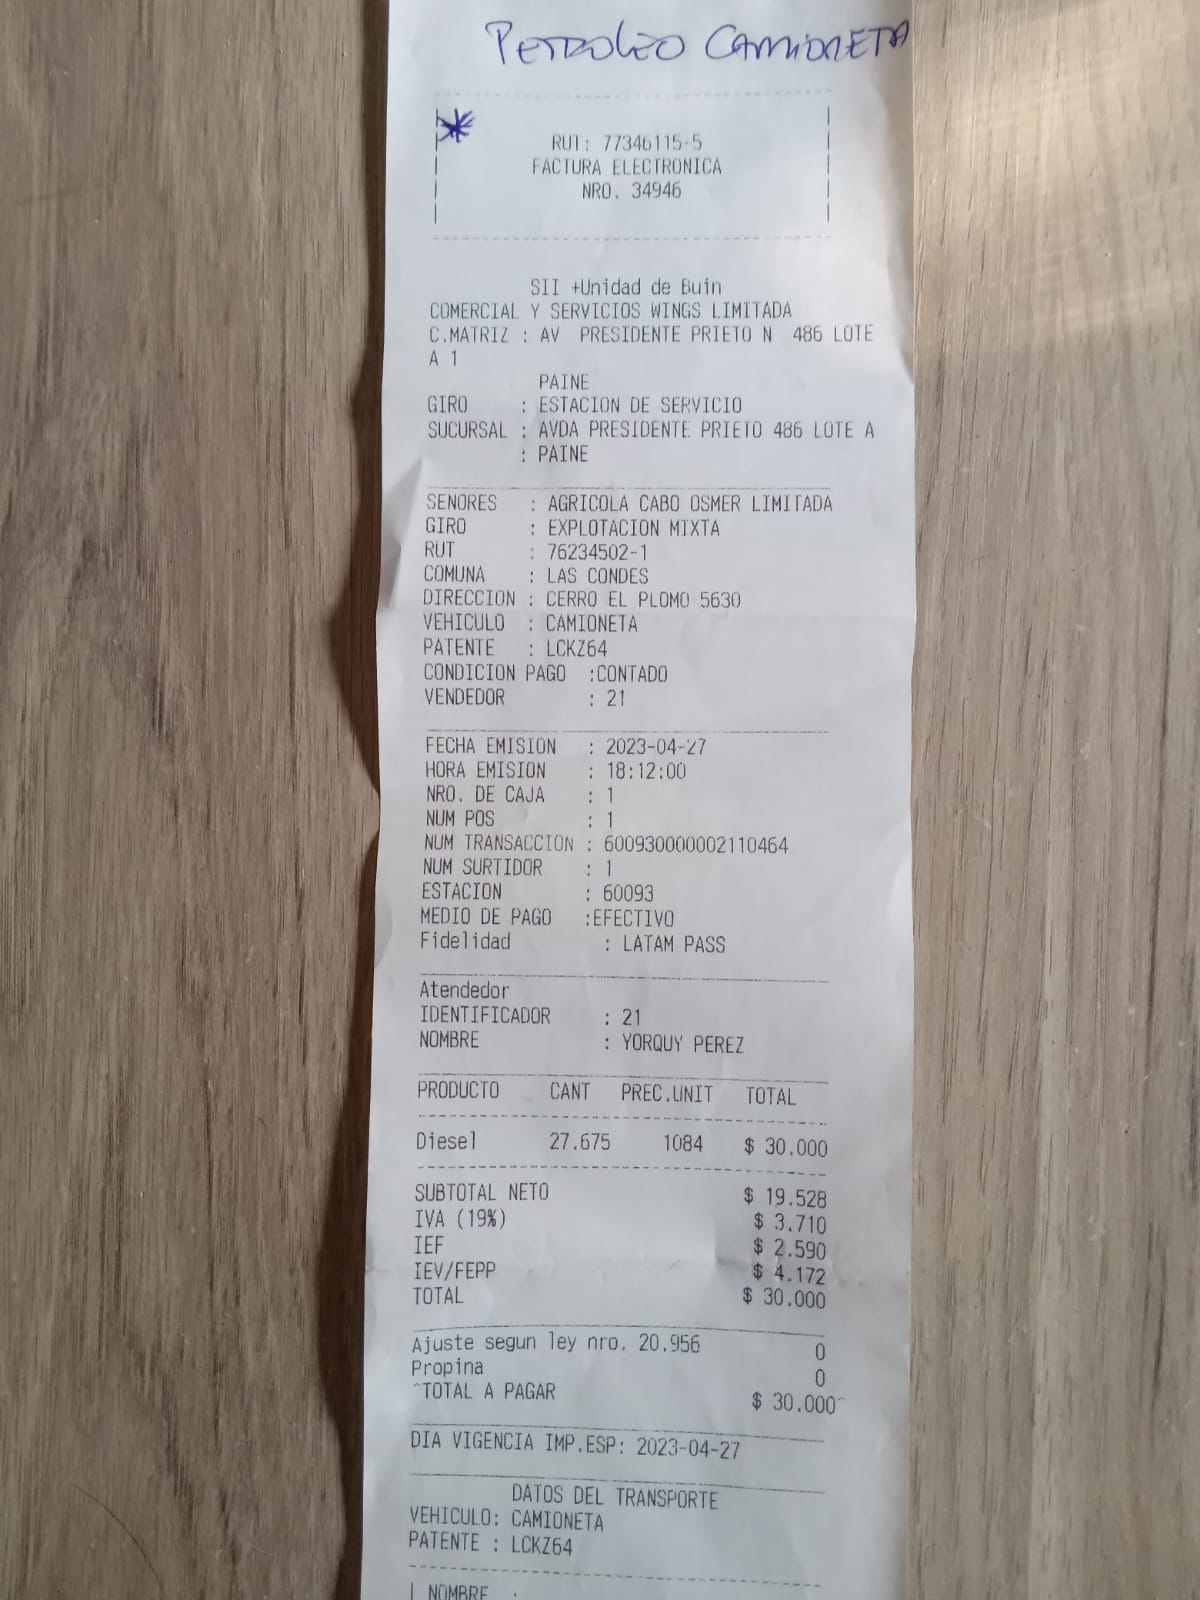 PETROLEO CAMIONETA
RUT: 77346115-5
FACTURA ELECTRONICA
NRO. 34946
SII +Unidad de Buin
COMERCIAL Y SERVICIOS WINGS LIMITADA
C.MATRIZ : AV PRESIDENTE PRIETO N 486 LOTE
A 1
PAINE
GIRO : ESTACION DE SERVICIO
SUCURSAL : AVDA PRESIDENTE PRIETO 486 LOTE A
: PAINE
SENORES : AGRICOLA CABO OSMER LIMITADA
GIRO : EXPLOTACION MIXTA
RUT : 76234502-1
COMUNA : LAS CONDES
DIRECCION : CERRO EL PLOMO 5630
VEHICULO : CAMIONETA
PATENTE : LCKZ64
CONDICION PAGO :CONTADO
VENDEDOR : 21
FECHA EMISION : 2023-04-27
HORA EMISION : 18:12:00
NRO. DE CAJA : 1
NUM POS : 1
NUM TRANSACCION : 600930000002110464
NUM SURTIDOR : 1
ESTACION : 60093
MEDIO DE PAGO :EFECTIVO
Fidelidad : LATAM PASS
Atendedor
IDENTIFICADOR : 21
NOMBRE : YORQUY PEREZ
PRODUCTO CANT PREC.UNIT TOTAL
Diesel 27.675 1084 $ 30.000
SUBTOTAL NETO $ 19.528
IVA (19%) $ 3.710
IEF $ 2.590
IEV/FEPP $ 4.172
TOTAL $ 30.000
Ajuste segun ley nro. 20.956 0
Propina 0
^TOTAL A PAGAR $ 30.000^
DIA VIGENCIA IMP.ESP: 2023-04-27
DATOS DEL TRANSPORTE
VEHICULO: CAMIONETA
PATENTE : LCKZ64
| NOMBRE :